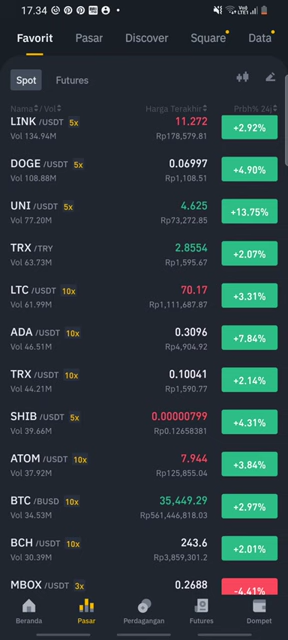 17.34
Favorit Pasar Discover Square Data
Spot Futures
Nama / Vol Harga Terakhir Prbh% 24j
LINK /USDT 5x 11.272 +2.92%
Vol 134.94M Rp178,579.81
DOGE /USDT 5x 0.06997 +4.90%
Vol 108.88M Rp1,108.51
UNI /USDT 5x 4.625 +13.75%
Vol 77.20M Rp73,272.85
TRX /TRY 2.8554 +2.07%
Vol 63.73M Rp1,595.67
LTC /USDT 10x 70.17 +3.31%
Vol 61.99M Rp1,111,687.87
ADA /USDT 10x 0.3096 +7.84%
Vol 46.51M Rp4,904.92
TRX /USDT 10x 0.10041 +2.14%
Vol 44.21M Rp1,590.77
SHIB /USDT 5x 0.00000799 +4.31%
Vol 39.66M Rp0.12658381
ATOM /USDT 10x 7.944 +3.84%
Vol 37.92M Rp125,855.04
BTC /BUSD 10x 35,449.29 +2.97%
Vol 34.53M Rp561,446,818.03
BCH /USDT 10x 243.6 +2.01%
Vol 30.39M Rp3,859,301.2
MBOX /USDT 3x 0.2688 -4.41%
Beranda Pasar Perdagangan Futures Dompet